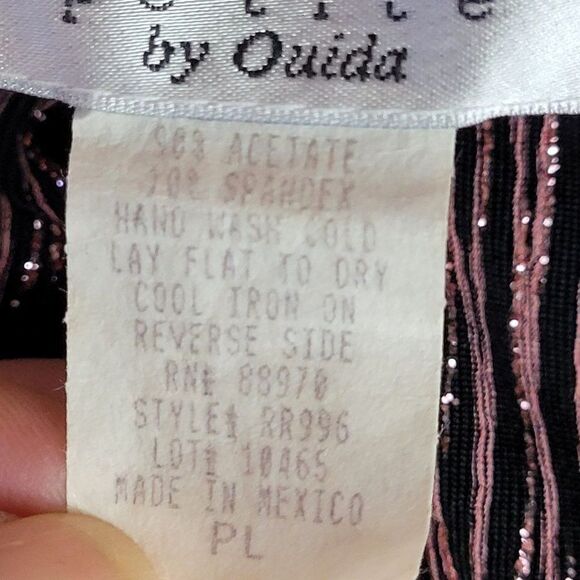 Petite
by Ouida
90% ACETATE
10% SPANDEX
HAND WASH COLD
LAY FLAT TO DRY
COOL IRON ON
REVERSE SIDE
RN# 88970
STYLE# RR996
LOT# 10465
MADE IN MEXICO
PL